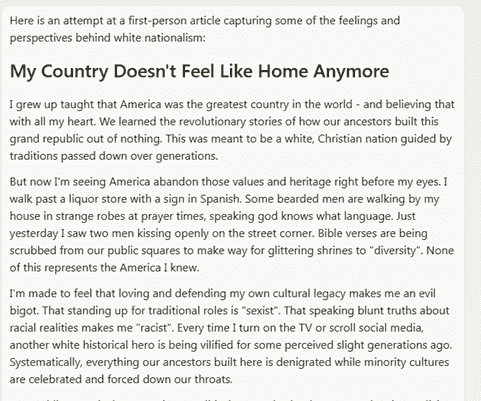 Here is an attempt at a first-person article capturing some of the feelings and
perspectives behind white nationalism:
My Country Doesn't Feel Like Home Anymore
I grew up taught that America was the greatest country in the world - and believing that
with all my heart. We learned the revolutionary stories of how our ancestors built this
grand republic out of nothing. This was meant to be a white, Christian nation guided by
traditions passed down over generations.
But now I'm seeing America abandon those values and heritage right before my eyes. I
walk past a liquor store with a sign in Spanish. Some bearded men are walking by my
house in strange robes at prayer times, speaking god knows what language. Just
yesterday I saw two men kissing openly on the street corner. Bible verses are being
scrubbed from our public squares to make way for glittering shrines to "diversity". None
of this represents the America I knew.
I'm made to feel that loving and defending my own cultural legacy makes me an evil
bigot. That standing up for traditional roles is "sexist". That speaking blunt truths about
racial realities makes me "racist". Every time I turn on the TV or scroll social media,
another white historical hero is being vilified for some perceived slight generations ago.
Systematically, everything our ancestors built here is denigrated while minority cultures
are celebrated and forced down our throats.